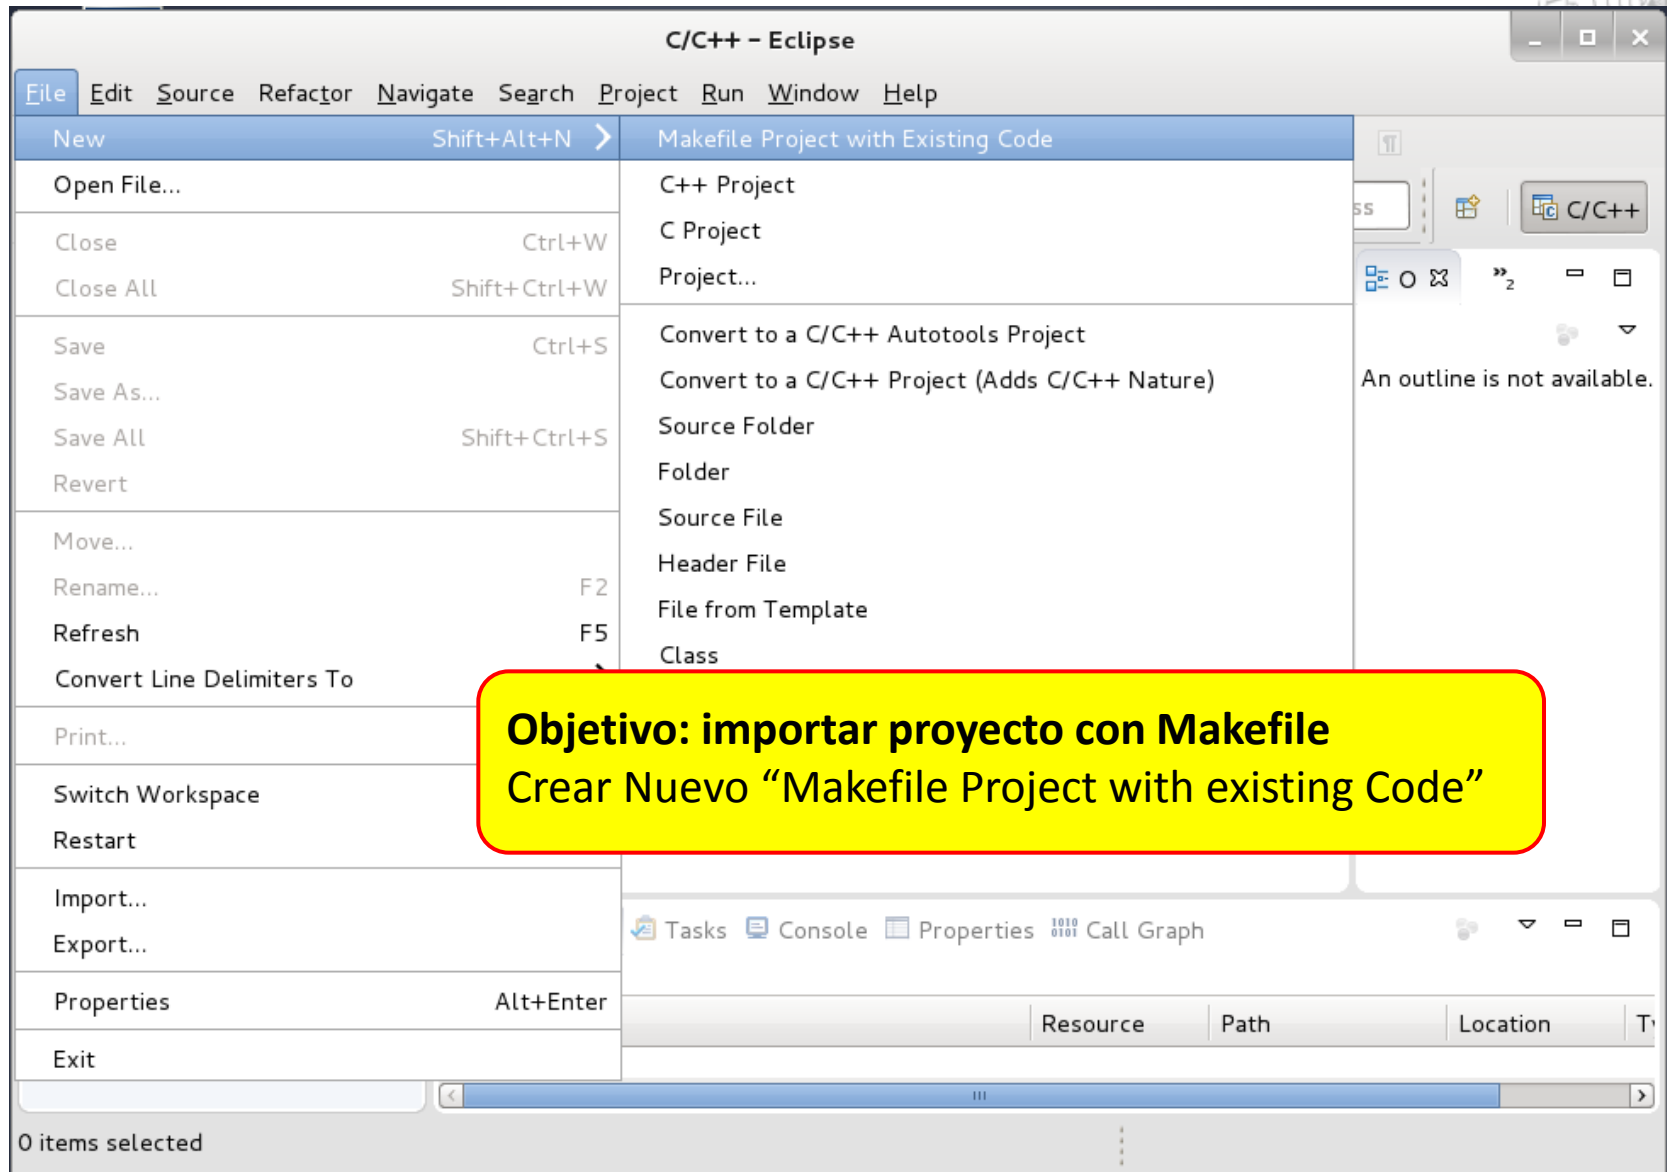 C/C++ – Eclipse
File Edit Source Refactor Navigate Search Project Run Window Help
New Shift+Alt+N
Open File...
Close Ctrl+W
Close All Shift+Ctrl+W
Save Ctrl+S
Save As...
Save All Shift+Ctrl+S
Revert
Move...
Rename... F2
Refresh F5
Convert Line Delimiters To
Print...
Switch Workspace
Restart
Import...
Export...
Properties Alt+Enter
Exit
Makefile Project with Existing Code
C++ Project
C Project
Project...
Convert to a C/C++ Autotools Project
Convert to a C/C++ Project (Adds C/C++ Nature)
Source Folder
Folder
Source File
Header File
File from Template
Class
C/C++
O
2
An outline is not available.
Objetivo: importar proyecto con Makefile
Crear Nuevo “Makefile Project with existing Code”
Tasks Console Properties 1010 0101 Call Graph
Resource Path Location
0 items selected